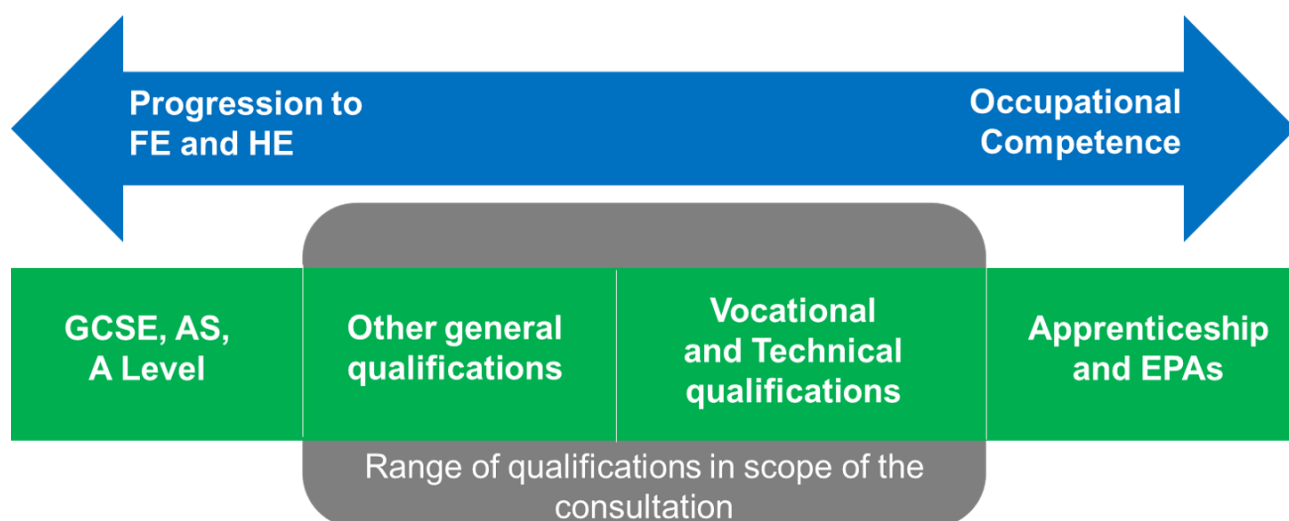 Progression to
FE and HE
Occupational
Competence
GCSE, AS,
A Level
Other general
qualifications
Vocational
and Technical
qualifications
Apprenticeship
and EPAs
Range of qualifications in scope of the
consultation